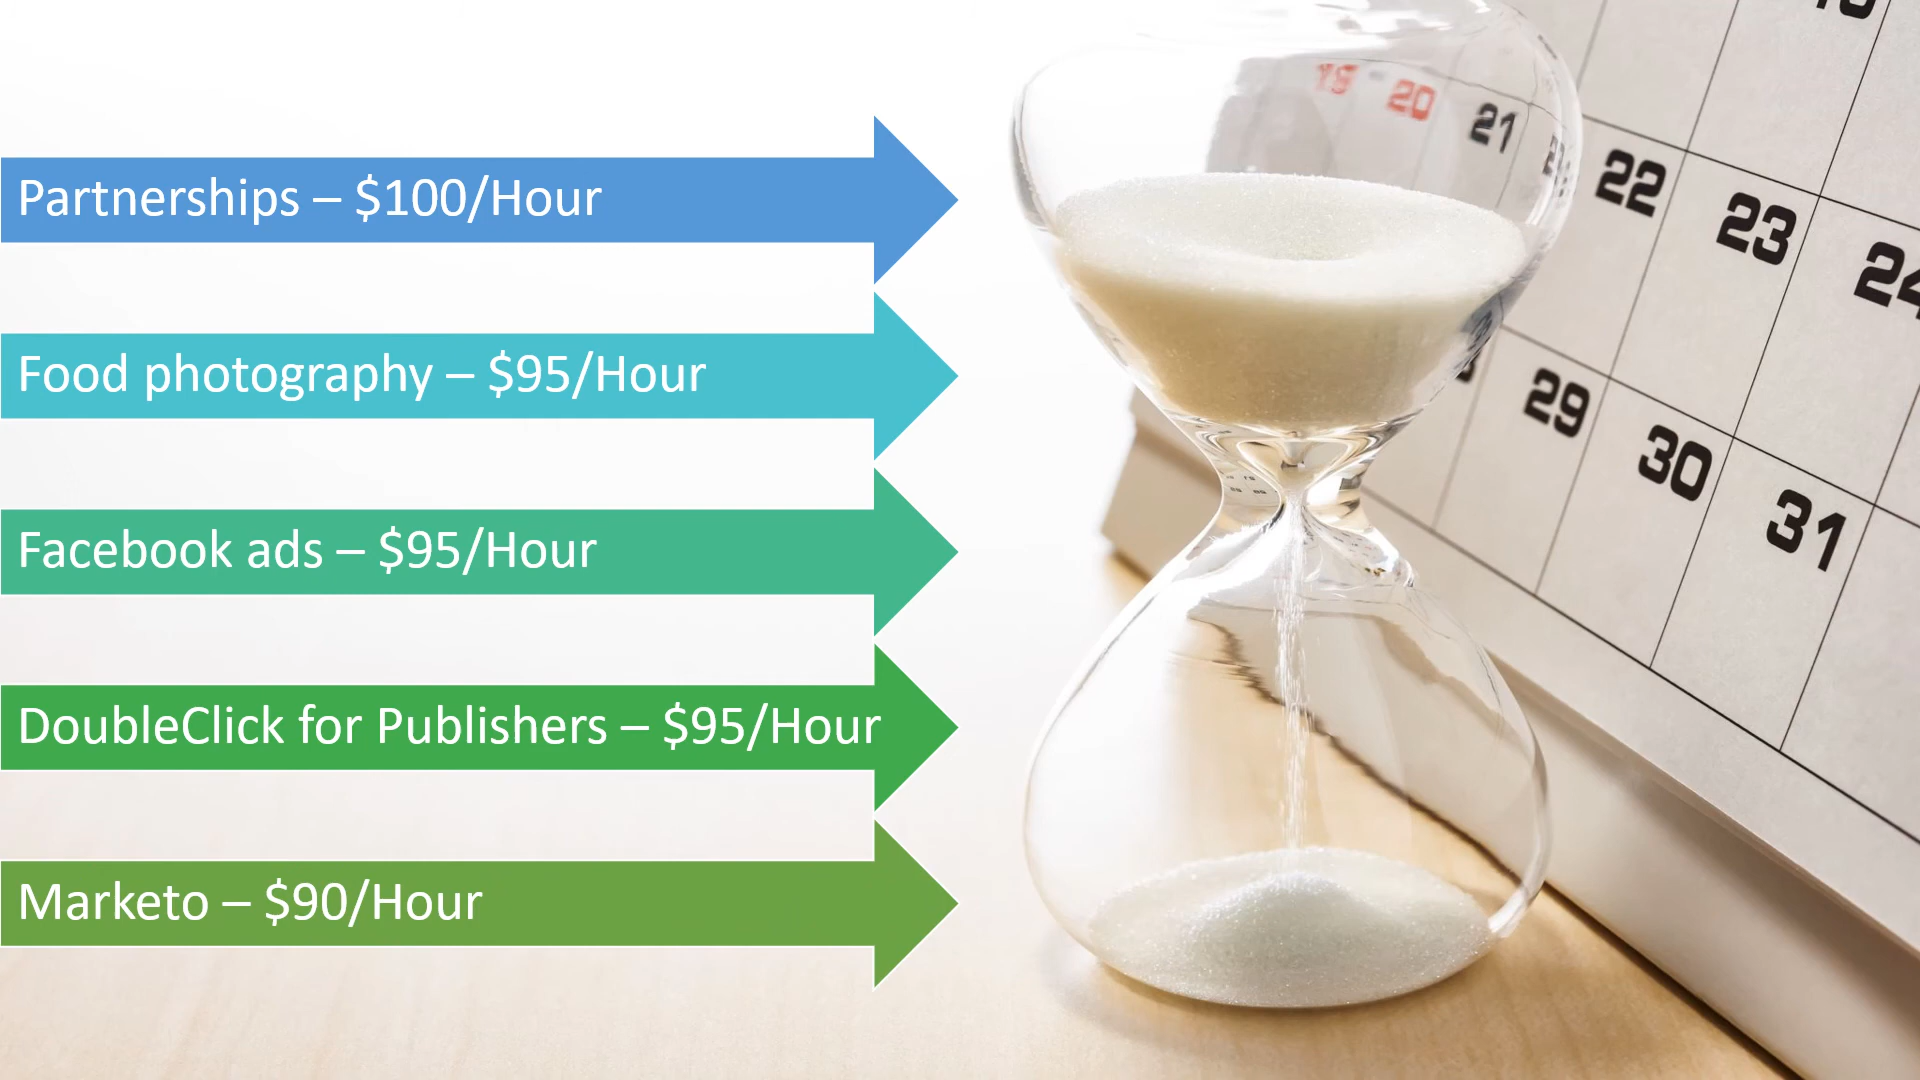 Partnerships – $100/Hour
Food photography – $95/Hour
Facebook ads – $95/Hour
DoubleClick for Publishers – $95/Hour
Marketo – $90/Hour
20
21
22
23
29
30
31